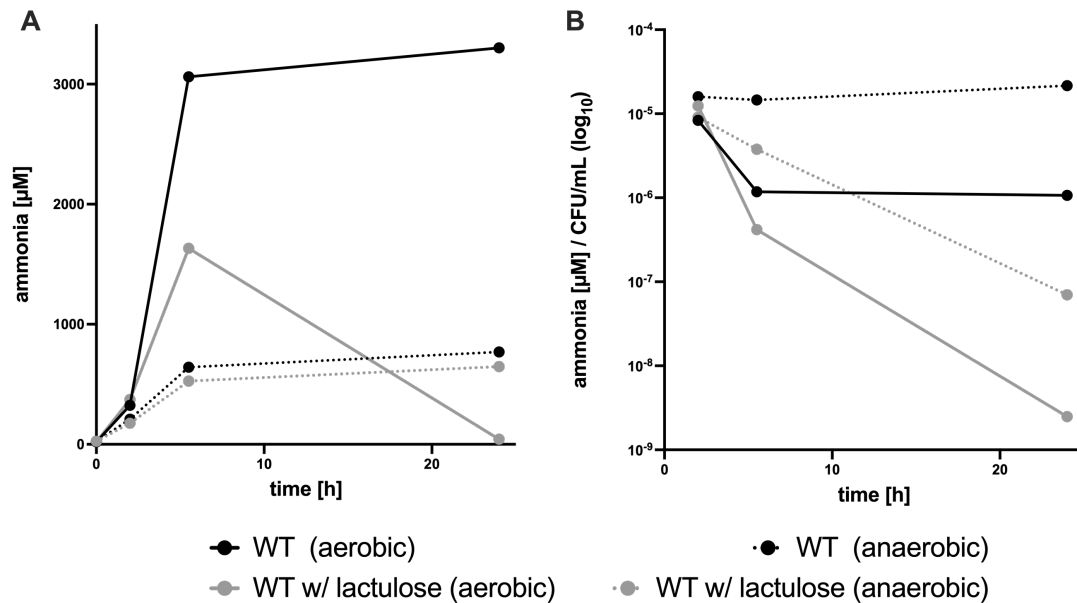 A
ammonia [µM]
3000
2000
1000
0
0
10
20
time [h]
B
ammonia [µM] / CFU/mL (log₁₀)
10⁻⁴
10⁻⁵
10⁻⁶
10⁻⁷
10⁻⁸
10⁻⁹
0
10
20
time [h]
WT (aerobic)
WT (anaerobic)
WT w/ lactulose (aerobic)
WT w/ lactulose (anaerobic)